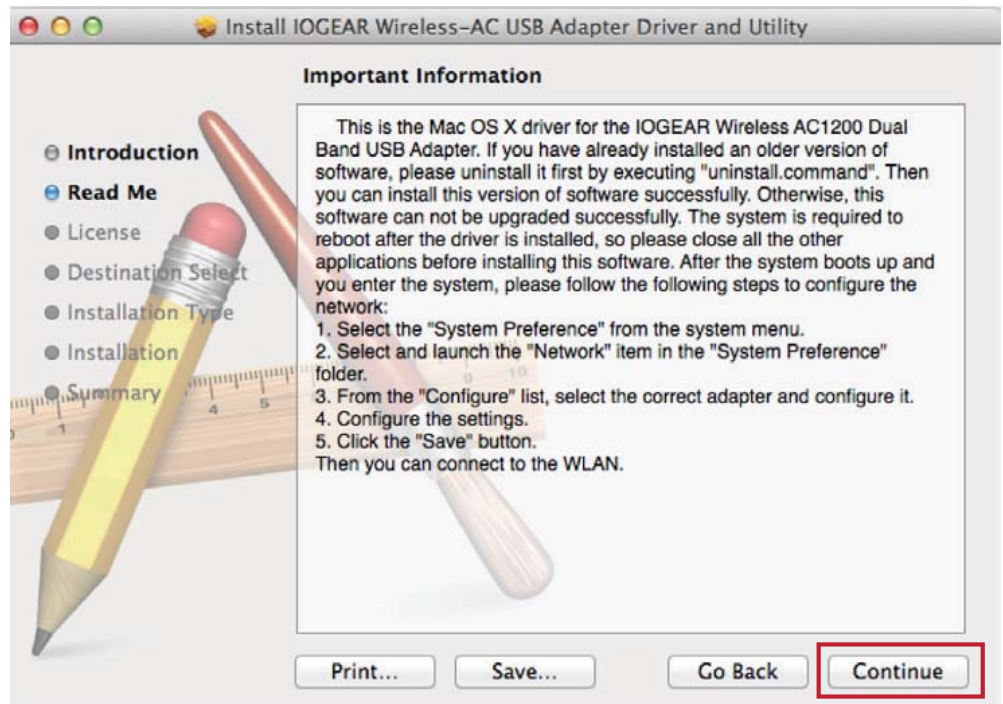 Install IOGEAR Wireless-AC USB Adapter Driver and Utility
Important Information
Introduction
Read Me
License
Destination Select
Installation Type
Installation
Summary
This is the Mac OS X driver for the IOGEAR Wireless AC1200 Dual
Band USB Adapter. If you have already installed an older version of
software, please uninstall it first by executing "uninstall.command". Then
you can install this version of software successfully. Otherwise, this
software can not be upgraded successfully. The system is required to
reboot after the driver is installed, so please close all the other
applications before installing this software. After the system boots up and
you enter the system, please follow the following steps to configure the
network:
1. Select the "System Preference" from the system menu.
2. Select and launch the "Network" item in the "System Preference"
folder.
3. From the "Configure" list, select the correct adapter and configure it.
4. Configure the settings.
5. Click the "Save" button.
Then you can connect to the WLAN.
1 4 5 9 10
Print... Save... Go Back Continue